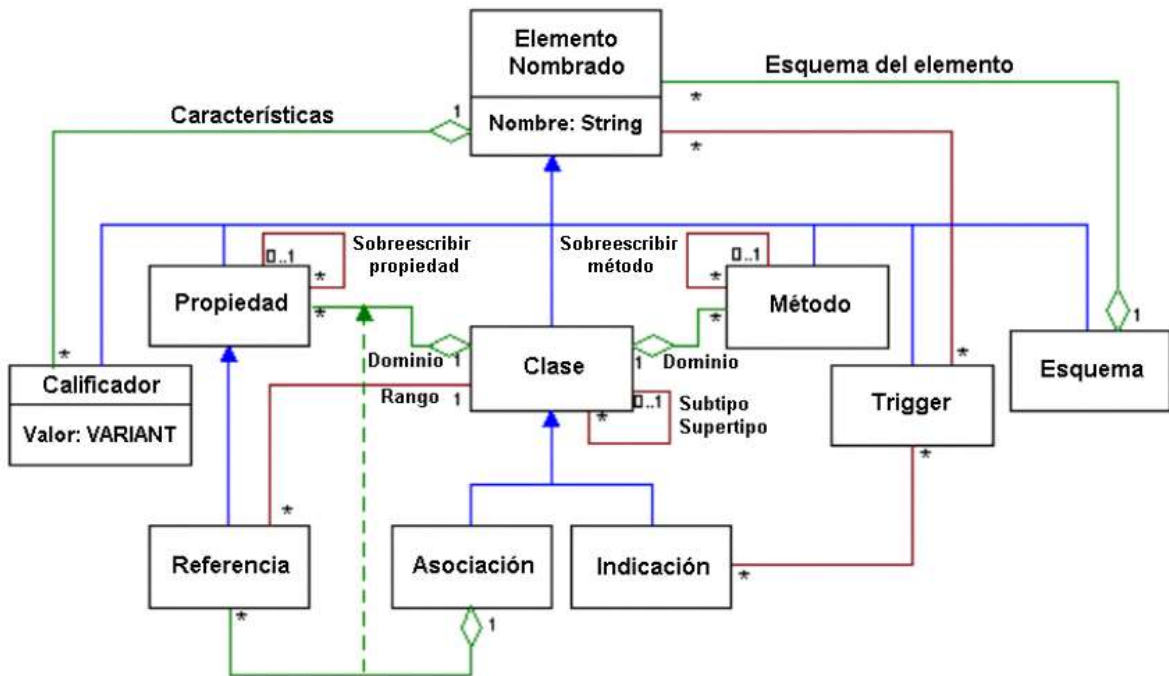 Elemento
Nombrado
Nombre: String
Esquema del elemento
*
1
*
Características
1
*
Sobreescribir
propiedad
0..1
*
Sobreescribir
método
0..1
*
Propiedad
*
Método
*
Dominio
1
Clase
1
Dominio
Rango
1
0..1
*
Subtipo
Supertipo
Calificador
Valor: VARIANT
*
Trigger
*
Esquema
1
*
*
Referencia
Asociación
Indicación
*
*
1